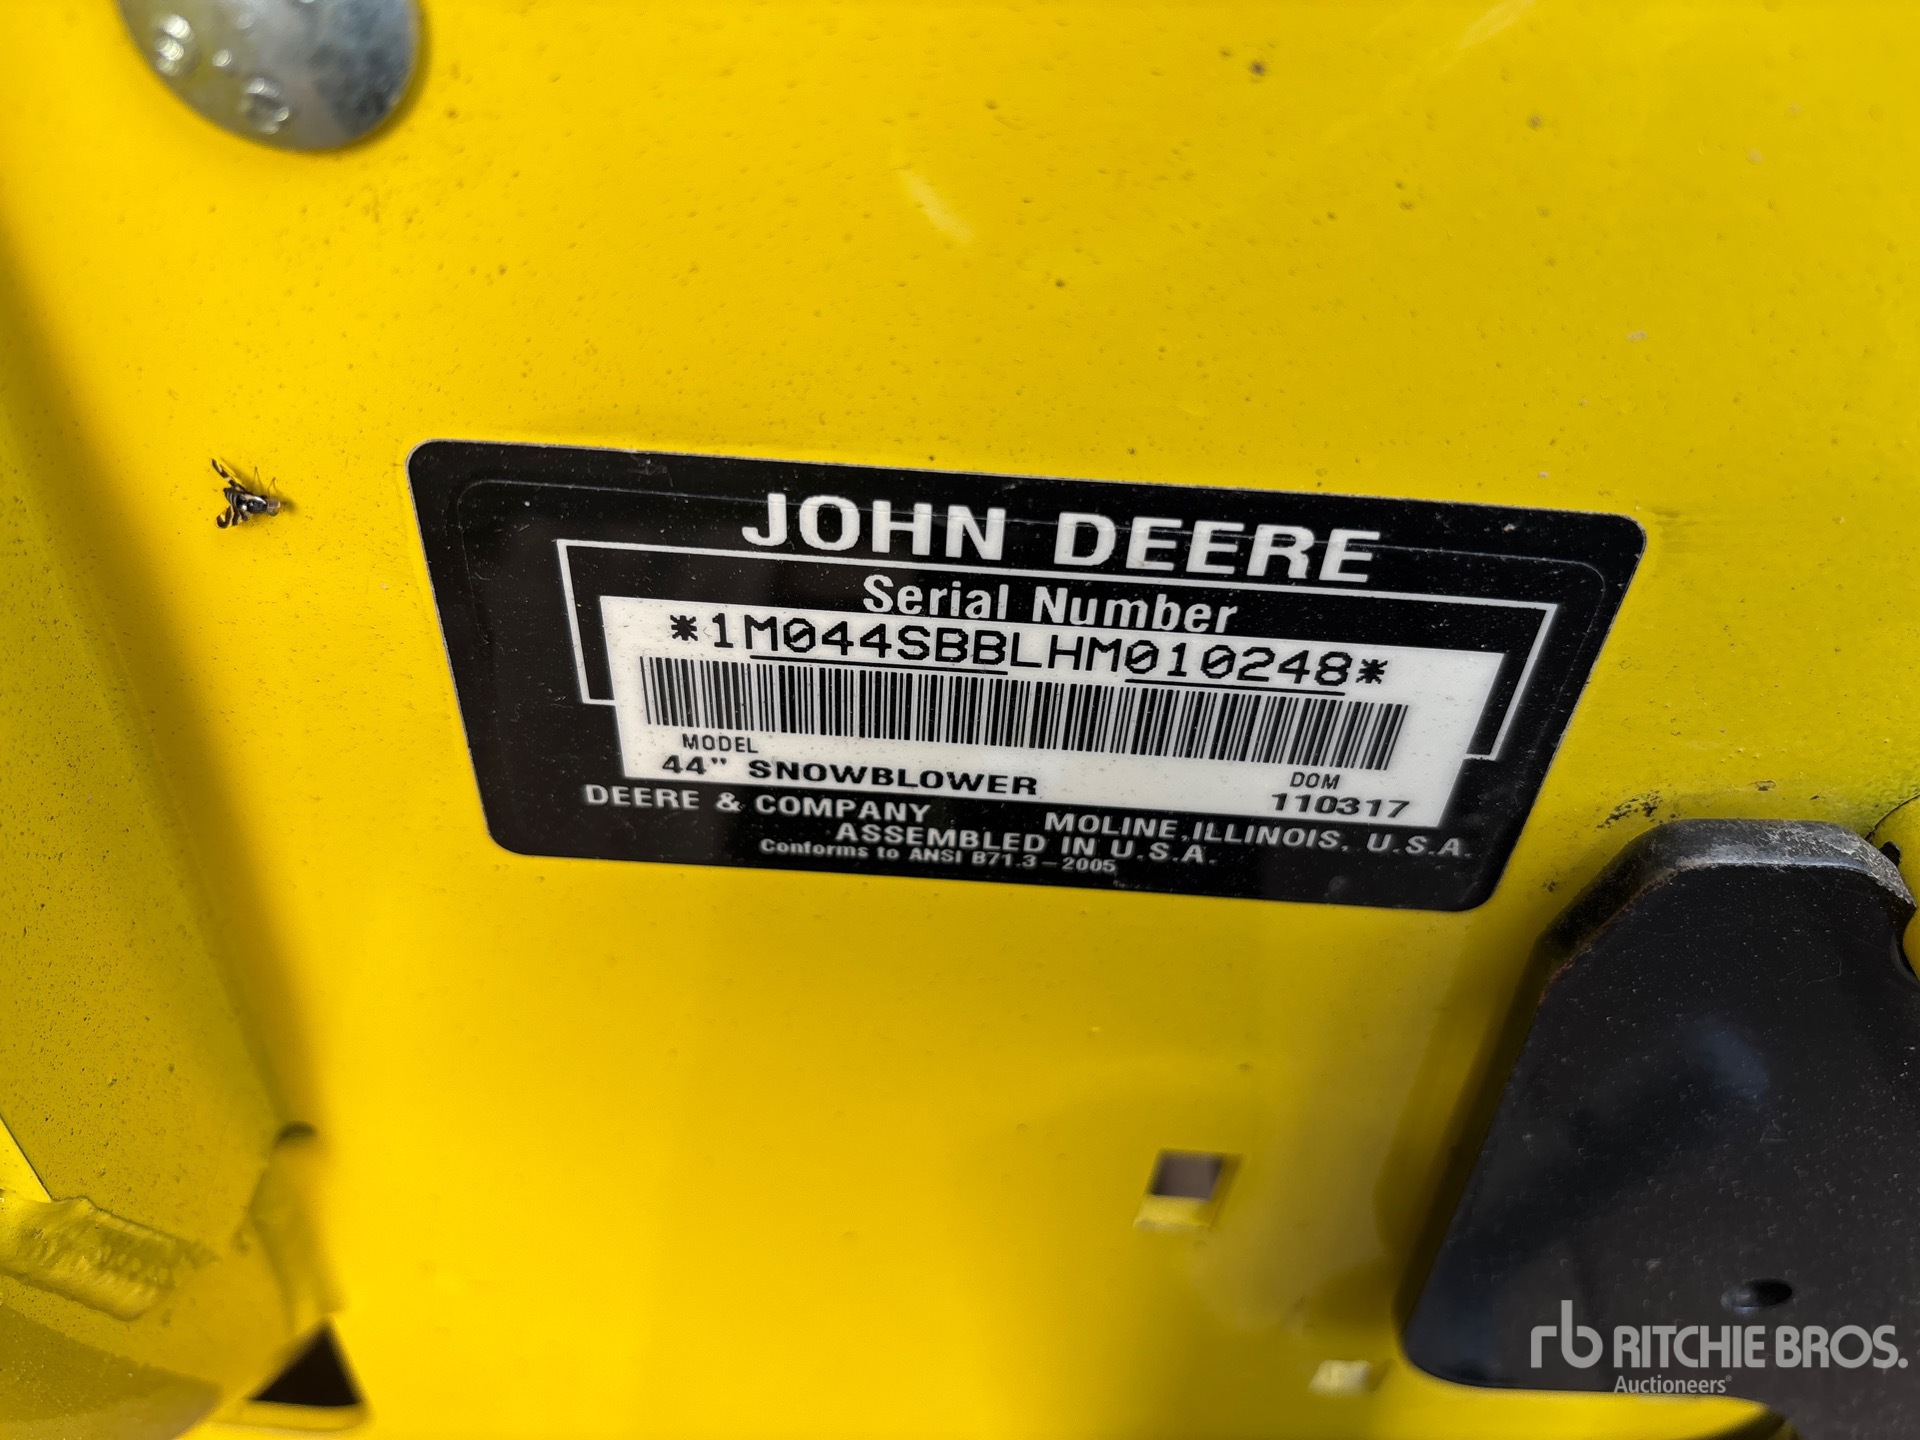 JOHN DEERE
Serial Number
*1M044SBBLHM010248*
MODEL
44" SNOWBLOWER
DOM
110317
DEERE & COMPANY MOLINE, ILLINOIS, U.S.A.
ASSEMBLED IN U.S.A.
Conforms to ANSI B71.3-2005
rb RITCHIE BROS.
Auctioneers®